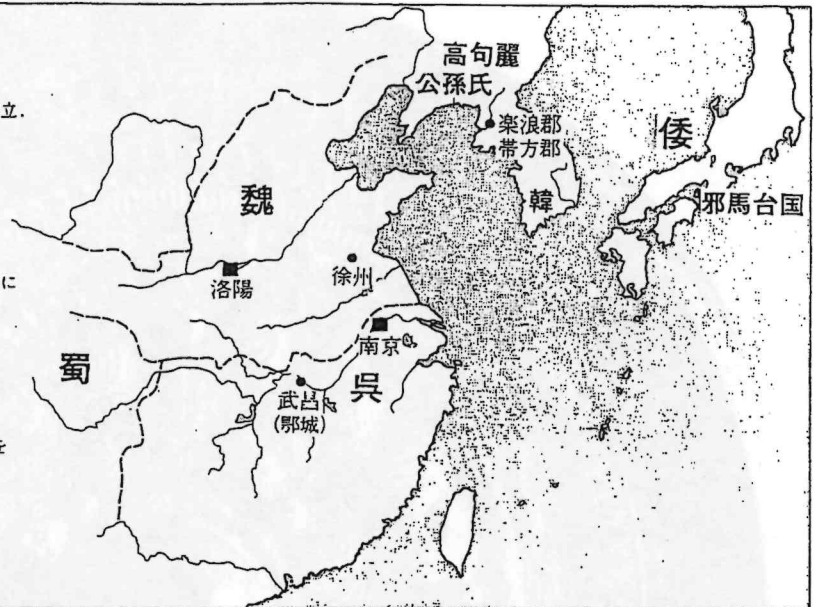 立.
に
を
高句麗
公孫氏
楽浪郡
帯方郡
倭
韓
邪馬台国
魏
洛陽
徐州
蜀
南京
呉
武昌
(鄂城)